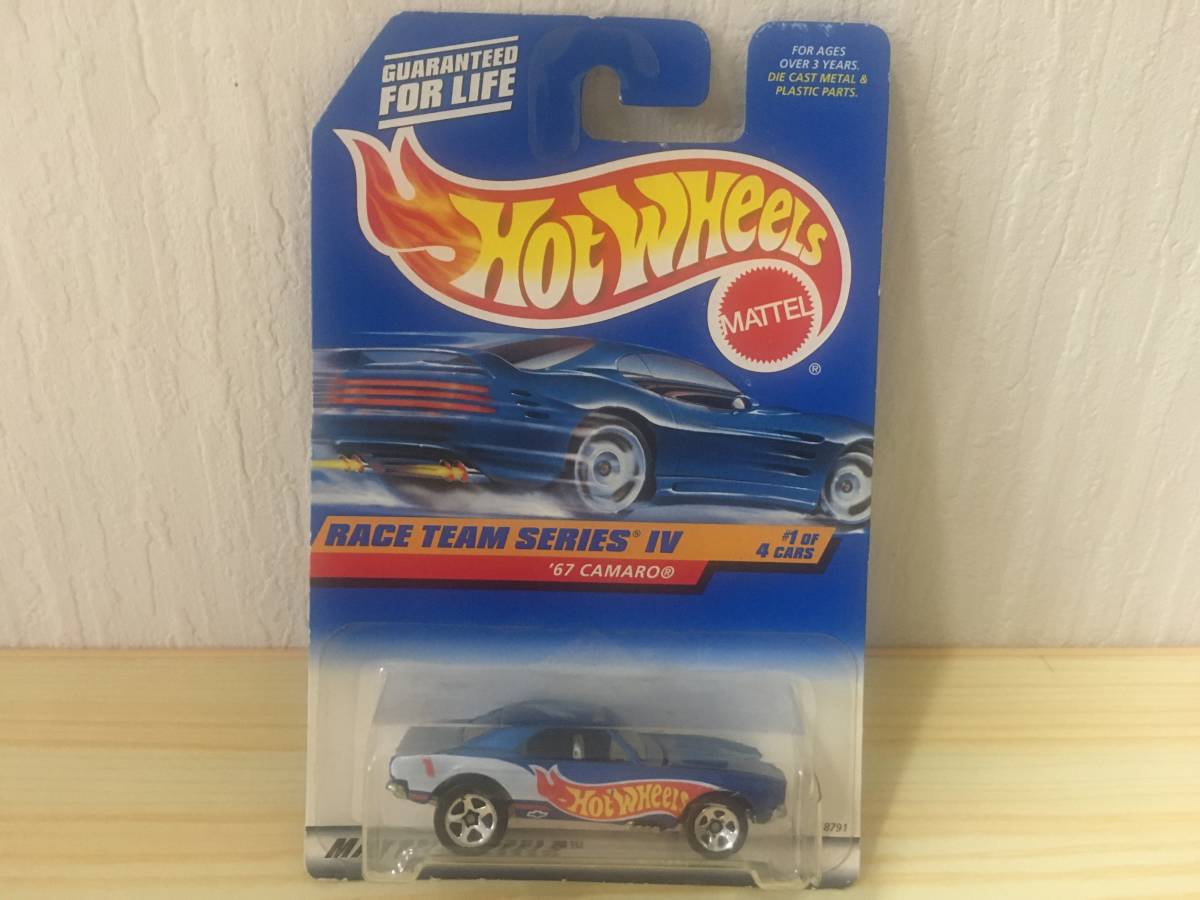 GUARANTEED
FOR LIFE
FOR AGES
OVER 3 YEARS.
DIE CAST METAL &
PLASTIC PARTS.
HOT WHEELS
MATTEL
®
RACE TEAM SERIES® IV
#1 OF
4 CARS
'67 CAMARO®
1
HOT WHEELS
8791